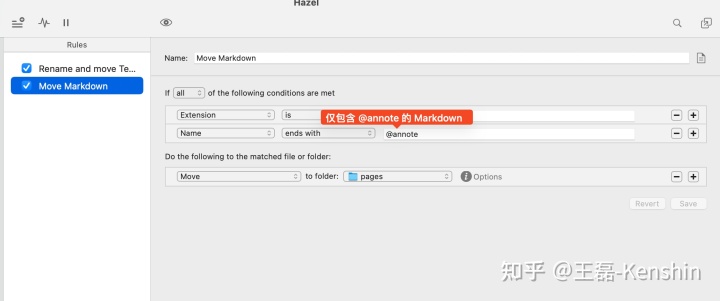 Hazel
Rules
Rename and move Te...
Move Markdown
Name: Move Markdown
If all of the following conditions are met
Extension is
仅包含 @annote 的 Markdown
Name ends with @annote
Do the following to the matched file or folder:
Move to folder: pages Options
Revert Save
知乎 @王磊-Kenshin